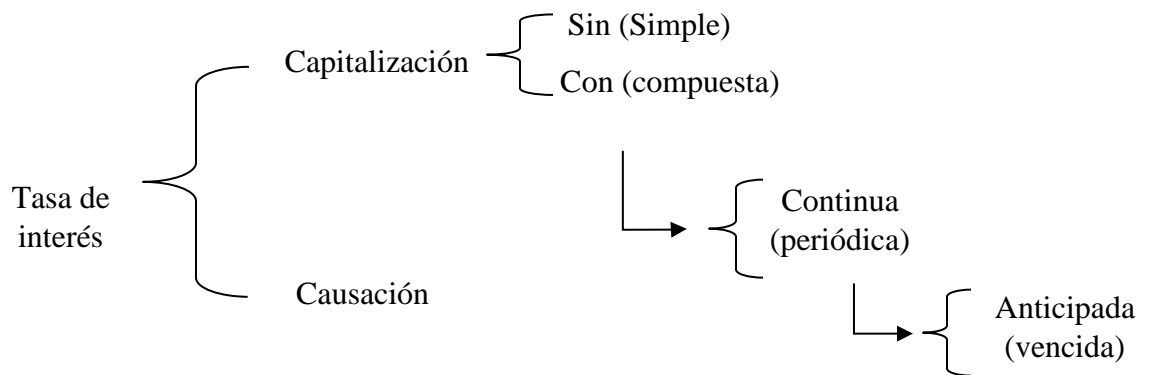 Sin (Simple)
Capitalización
Con (compuesta)
Tasa de
interés
Continua
(periódica)
Causación
Anticipada
(vencida)